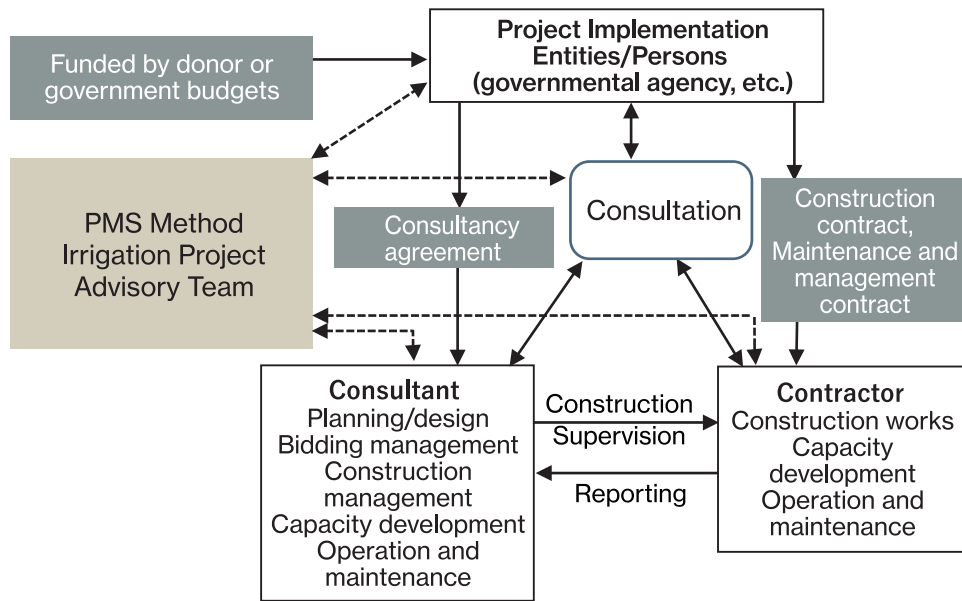 Project Implementation
Entities/Persons
(governmental agency, etc.)
Funded by donor or
government budgets
PMS Method
Irrigation Project
Advisory Team
Consultation
Consultancy
agreement
Construction
contract,
Maintenance and
management
contract
Consultant
Planning/design
Bidding management
Construction
management
Capacity development
Operation and
maintenance
Construction
Supervision
Reporting
Contractor
Construction works
Capacity
development
Operation and
maintenance